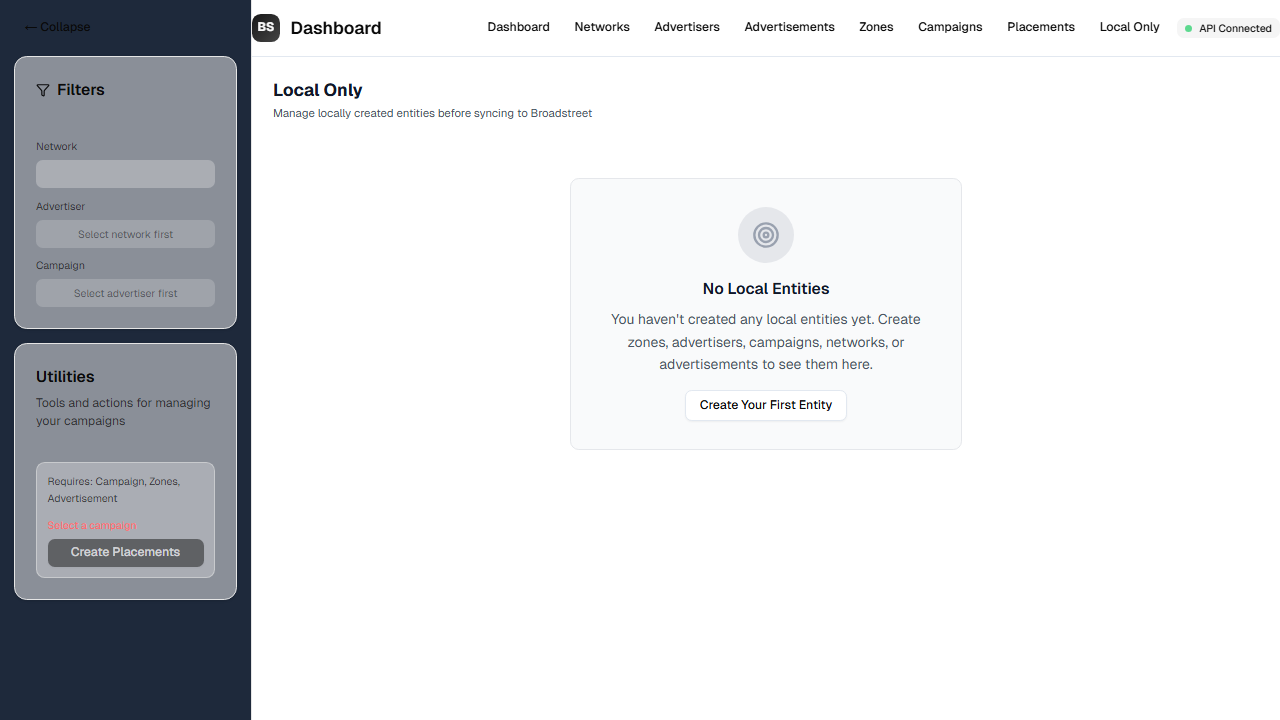 ← Collapse
Filters
Network
Advertiser
Select network first
Campaign
Select advertiser first
Utilities
Tools and actions for managing
your campaigns
Requires: Campaign, Zones,
Advertisement
Select a campaign
Create Placements
BS Dashboard
Dashboard Networks Advertisers Advertisements Zones Campaigns Placements Local Only API Connected
Local Only
Manage locally created entities before syncing to Broadstreet
No Local Entities
You haven't created any local entities yet. Create
zones, advertisers, campaigns, networks, or
advertisements to see them here.
Create Your First Entity